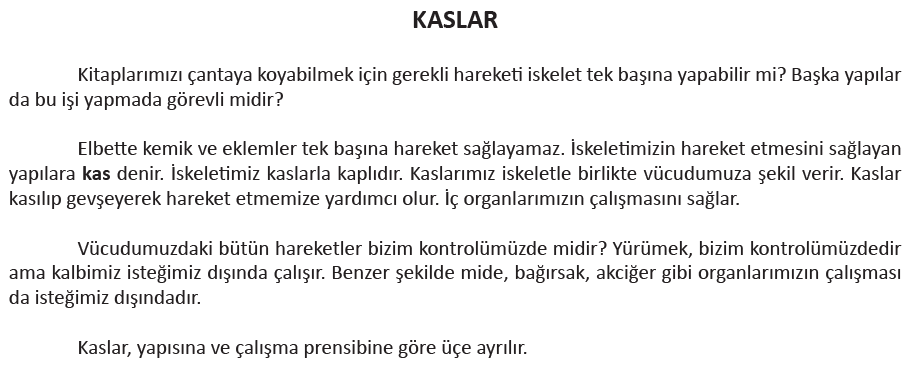 KASLAR
Kitaplarımızı çantaya koyabilmek için gerekli hareketi iskelet tek başına yapabilir mi? Başka yapılar
da bu işi yapmada görevli midir?
Elbette kemik ve eklemler tek başına hareket sağlayamaz. İskeletimizin hareket etmesini sağlayan
yapılara kas denir. İskeletimiz kaslarla kaplıdır. Kaslarımız iskeletle birlikte vücudumuza şekil verir. Kaslar
kasılıp gevşeyerek hareket etmemize yardımcı olur. İç organlarımızın çalışmasını sağlar.
Vücudumuzdaki bütün hareketler bizim kontrolümüzde midir? Yürümek, bizim kontrolümüzdedir
ama kalbimiz isteğimiz dışında çalışır. Benzer şekilde mide, bağırsak, akciğer gibi organlarımızın çalışması
da isteğimiz dışındadır.
Kaslar, yapısına ve çalışma prensibine göre üçe ayrılır.